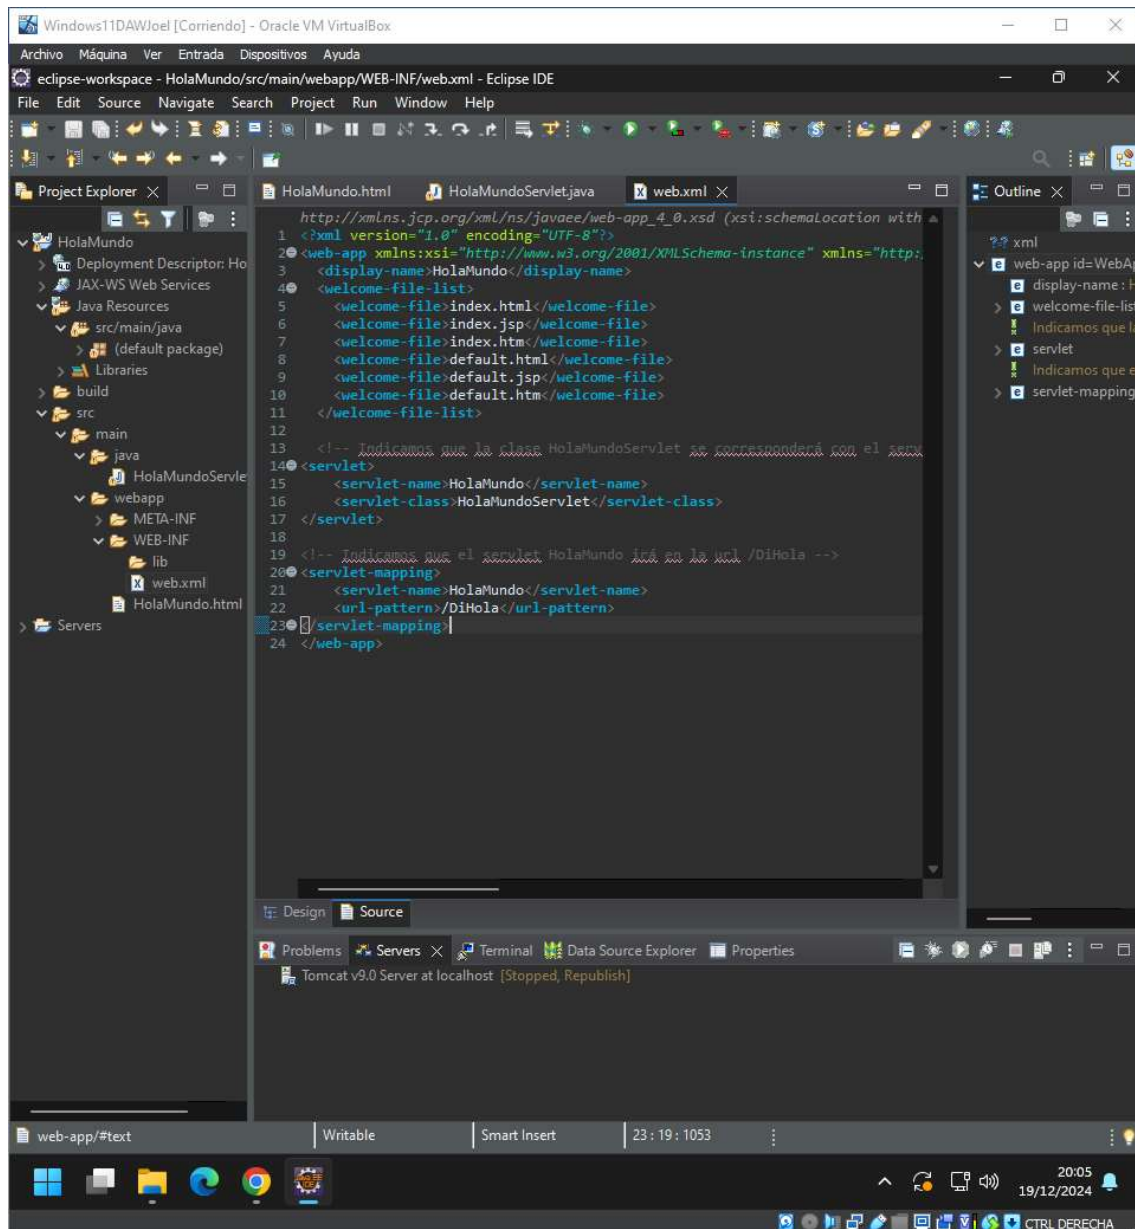 Windows11DAWJoel [Corriendo] - Oracle VM VirtualBox
Archivo Máquina Ver Entrada Dispositivos Ayuda
eclipse-workspace - HolaMundo/src/main/webapp/WEB-INF/web.xml - Eclipse IDE
File Edit Source Navigate Search Project Run Window Help
Project Explorer
HolaMundo
Deployment Descriptor: Ho
JAX-WS Web Services
Java Resources
src/main/java
(default package)
Libraries
build
src
main
java
HolaMundoServle
webapp
META-INF
WEB-INF
lib
web.xml
HolaMundo.html
Servers
HolaMundo.html HolaMundoServlet.java web.xml
http://xmlns.jcp.org/xml/ns/javaee/web-app_4_0.xsd (xsi:schemaLocation with
1 <?xml version="1.0" encoding="UTF-8"?>
2 <web-app xmlns:xsi="http://www.w3.org/2001/XMLSchema-instance" xmlns="http:
3 <display-name>HolaMundo</display-name>
4 <welcome-file-list>
5 <welcome-file>index.html</welcome-file>
6 <welcome-file>index.jsp</welcome-file>
7 <welcome-file>index.htm</welcome-file>
8 <welcome-file>default.html</welcome-file>
9 <welcome-file>default.jsp</welcome-file>
10 <welcome-file>default.htm</welcome-file>
11 </welcome-file-list>
12
13 <!-- Indicamos que la clase HolaMundoServlet se corresponderá con el serv
14 <servlet>
15 <servlet-name>HolaMundo</servlet-name>
16 <servlet-class>HolaMundoServlet</servlet-class>
17 </servlet>
18
19 <!-- Indicamos que el servlet HolaMundo irá en la url /DiHola -->
20 <servlet-mapping>
21 <servlet-name>HolaMundo</servlet-name>
22 <url-pattern>/DiHola</url-pattern>
23 </servlet-mapping>
24 </web-app>
Design Source
Outline
?-? xml
web-app id=WebAp
display-name : H
welcome-file-list
Indicamos que la
servlet
Indicamos que e
servlet-mapping
Problems Servers Terminal Data Source Explorer Properties
Tomcat v9.0 Server at localhost [Stopped, Republish]
web-app/#text Writable Smart Insert 23 : 19 : 1053
20:05
19/12/2024
CTRL DERECHA